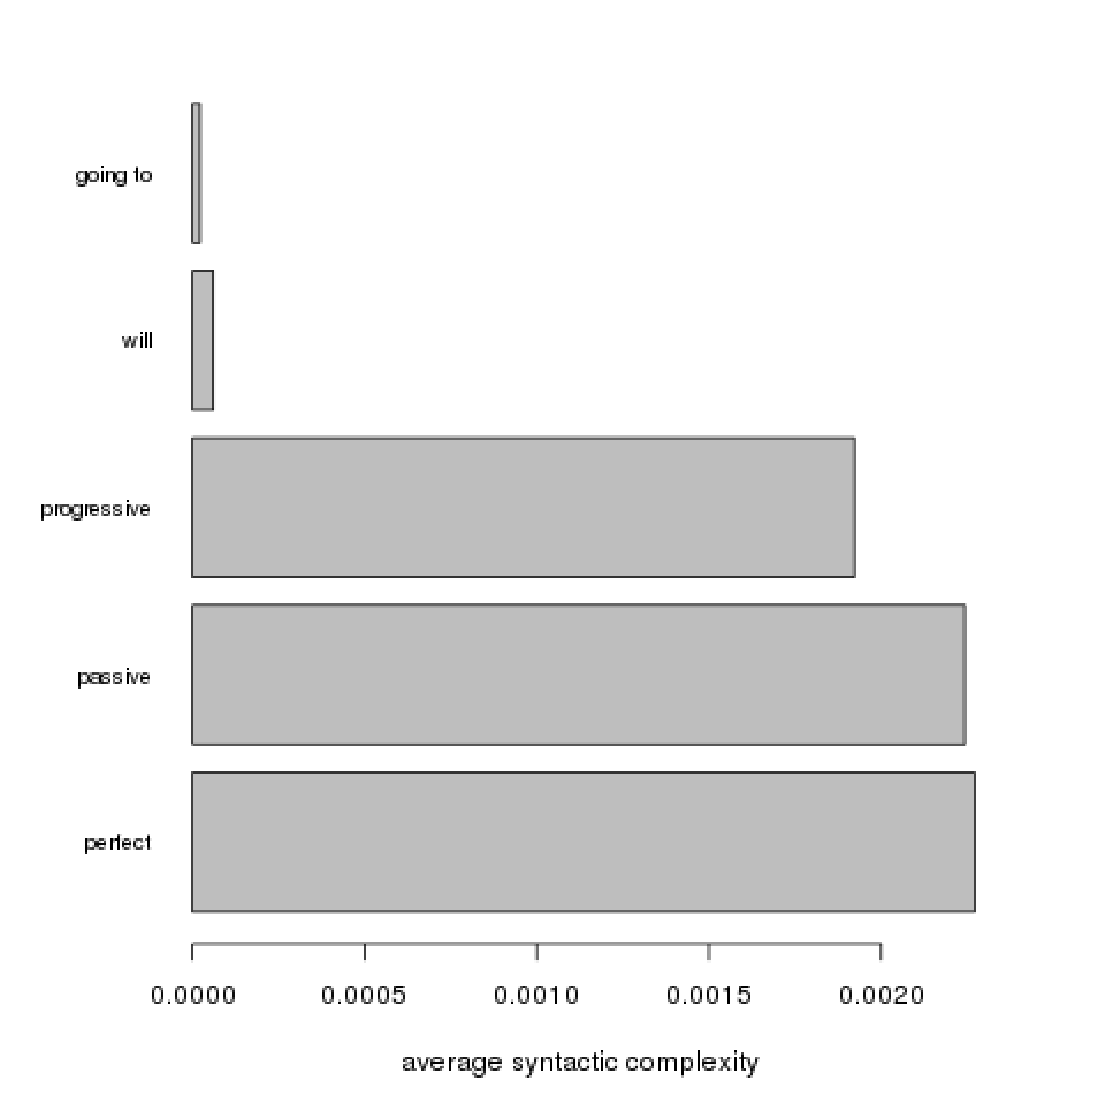 going to
will
progressive
passive
perfect
0.0000 0.0005 0.0010 0.0015 0.0020
average syntactic complexity